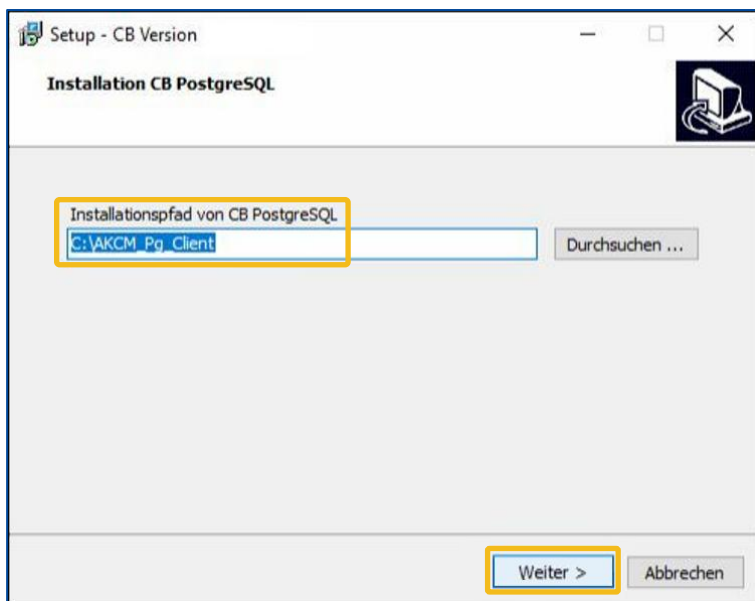 Setup - CB Version
Installation CB PostgreSQL
Installationspfad von CB PostgreSQL
C:\AKCM_Pg_Client
Durchsuchen ...
Weiter >
Abbrechen